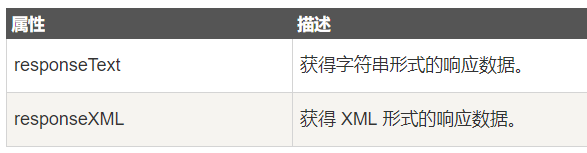 属性 描述
responseText 获得字符串形式的响应数据。
responseXML 获得 XML 形式的响应数据。